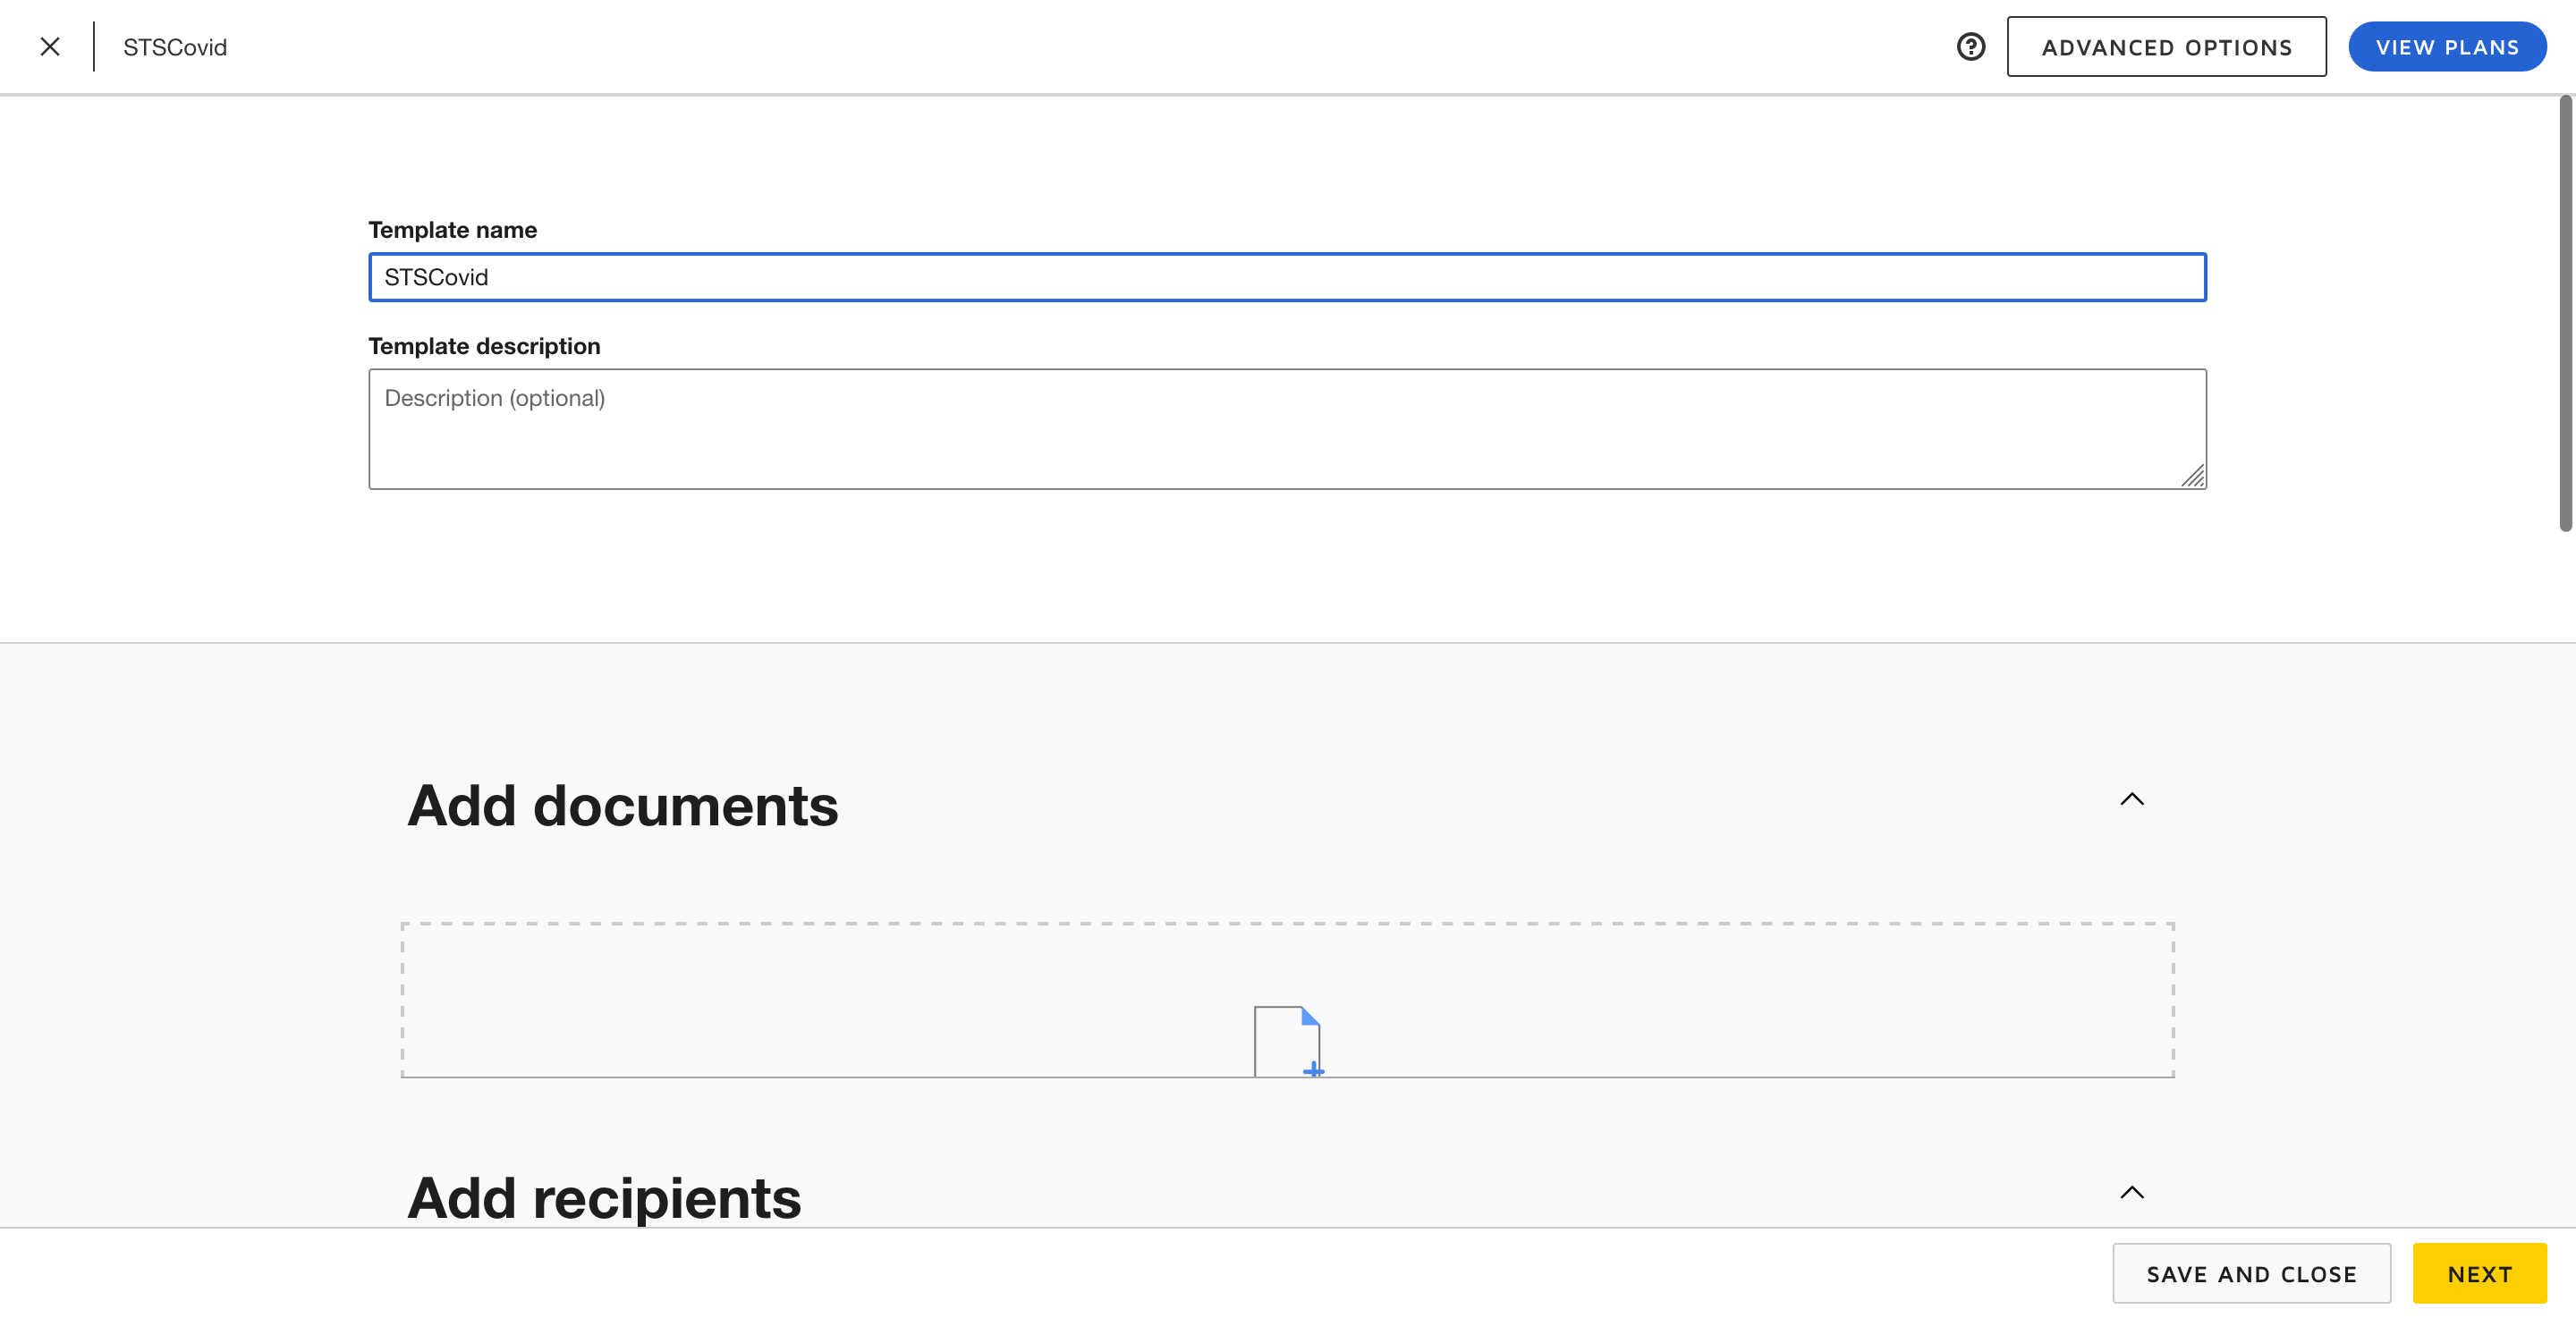 STSCovid
ADVANCED OPTIONS
VIEW PLANS
Template name
STSCovid
Template description
Description (optional)
Add documents
Add recipients
SAVE AND CLOSE
NEXT